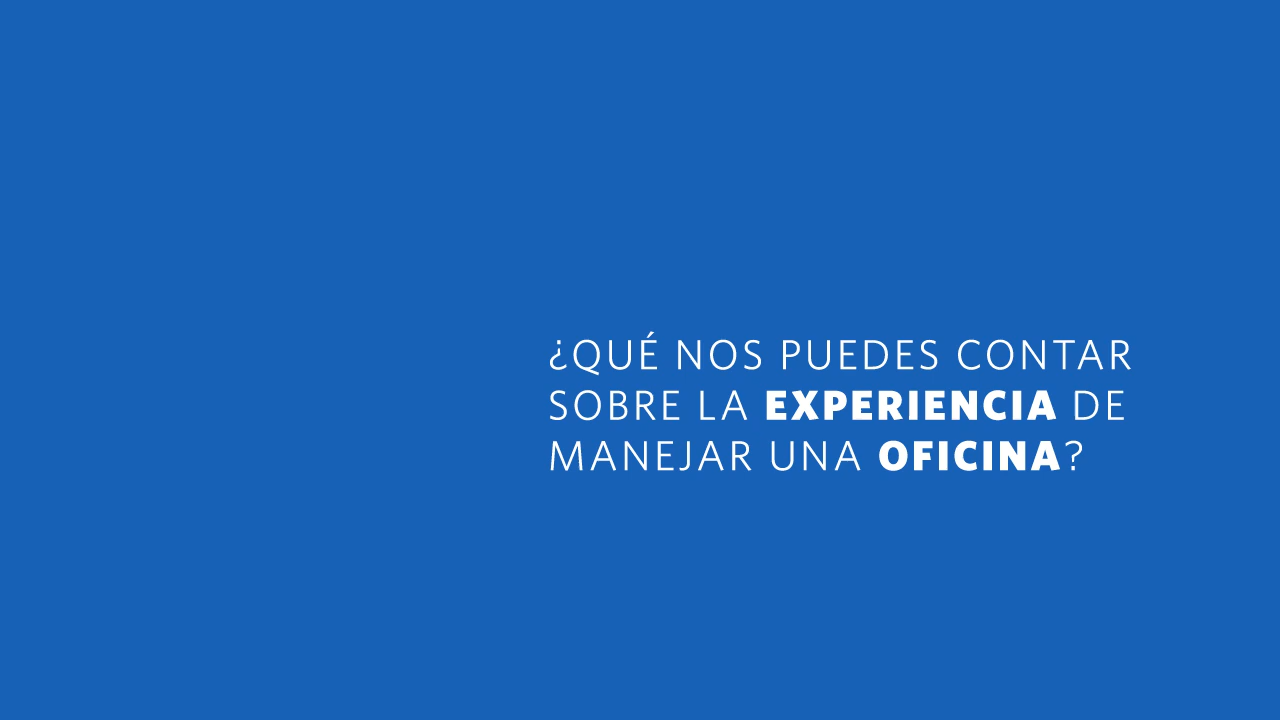 ¿QUÉ NOS PUEDES CONTAR
SOBRE LA EXPERIENCIA DE
MANEJAR UNA OFICINA?